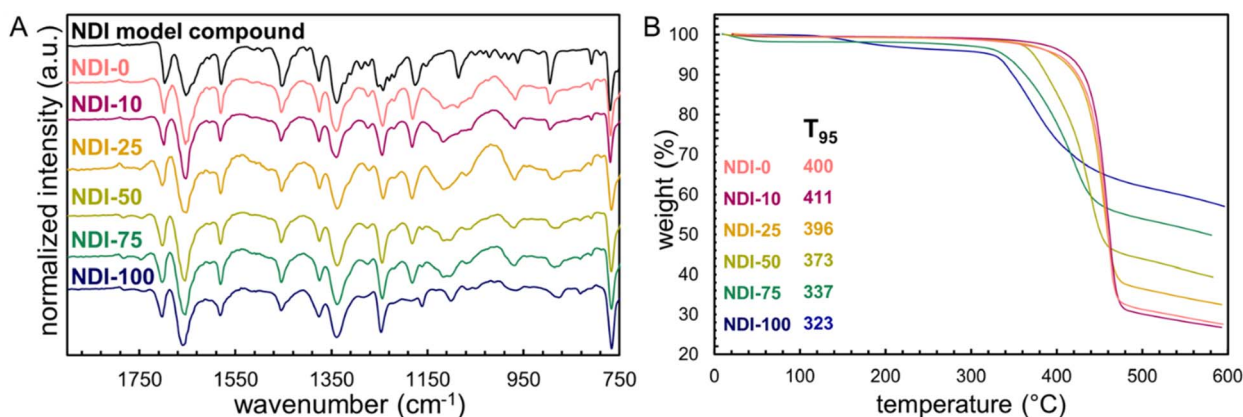 A
NDI model compound
NDI-0
NDI-10
NDI-25
NDI-50
NDI-75
NDI-100
normalized intensity (a.u.)
1750 1550 1350 1150 950 750
wavenumber (cm-1)
B
100
90
80
70
60
50
40
30
20
weight (%)
T95
NDI-0 400
NDI-10 411
NDI-25 396
NDI-50 373
NDI-75 337
NDI-100 323
0 100 200 300 400 500 600
temperature (°C)